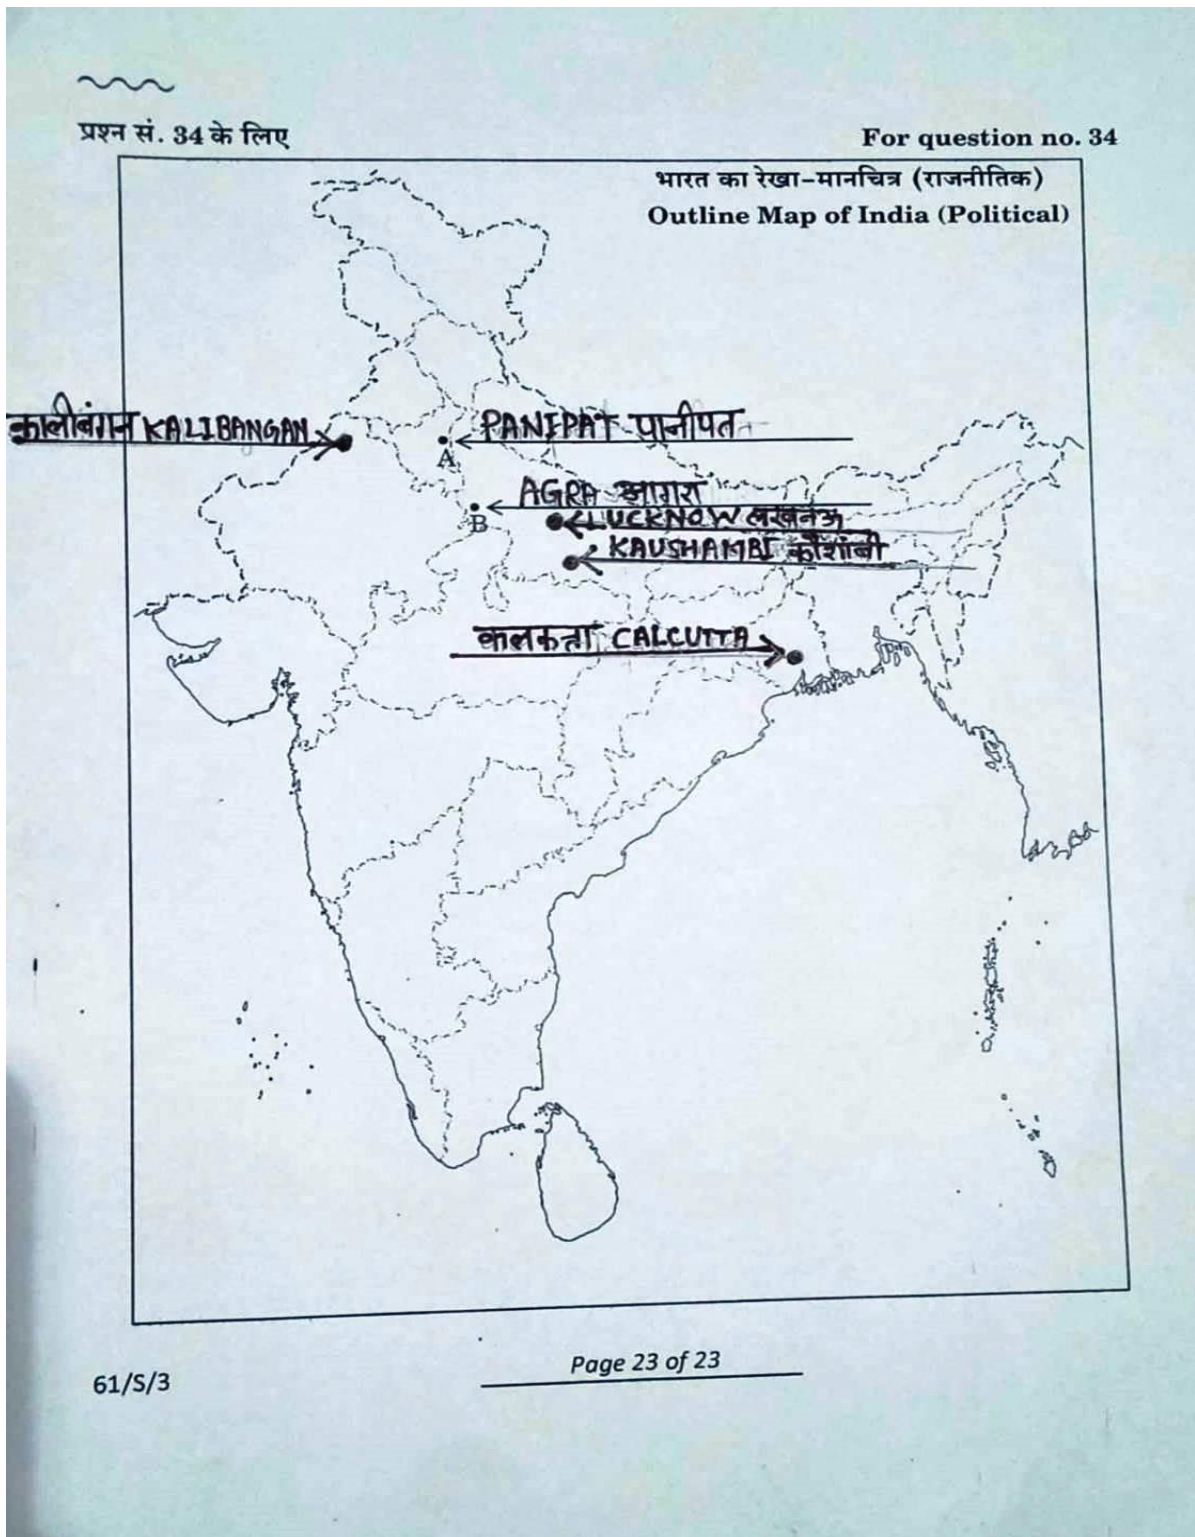 प्रश्न सं. 34 के लिए
For question no. 34
भारत का रेखा-मानचित्र (राजनीतिक)
Outline Map of India (Political)
कालीबंगन KALIBANGAN
PANIPAT पानीपत
A
AGRA आगरा
B
LUCKNOW लखनऊ
KAUSHAMBI कौशांबी
कलकत्ता CALCUTTA
61/S/3
Page 23 of 23